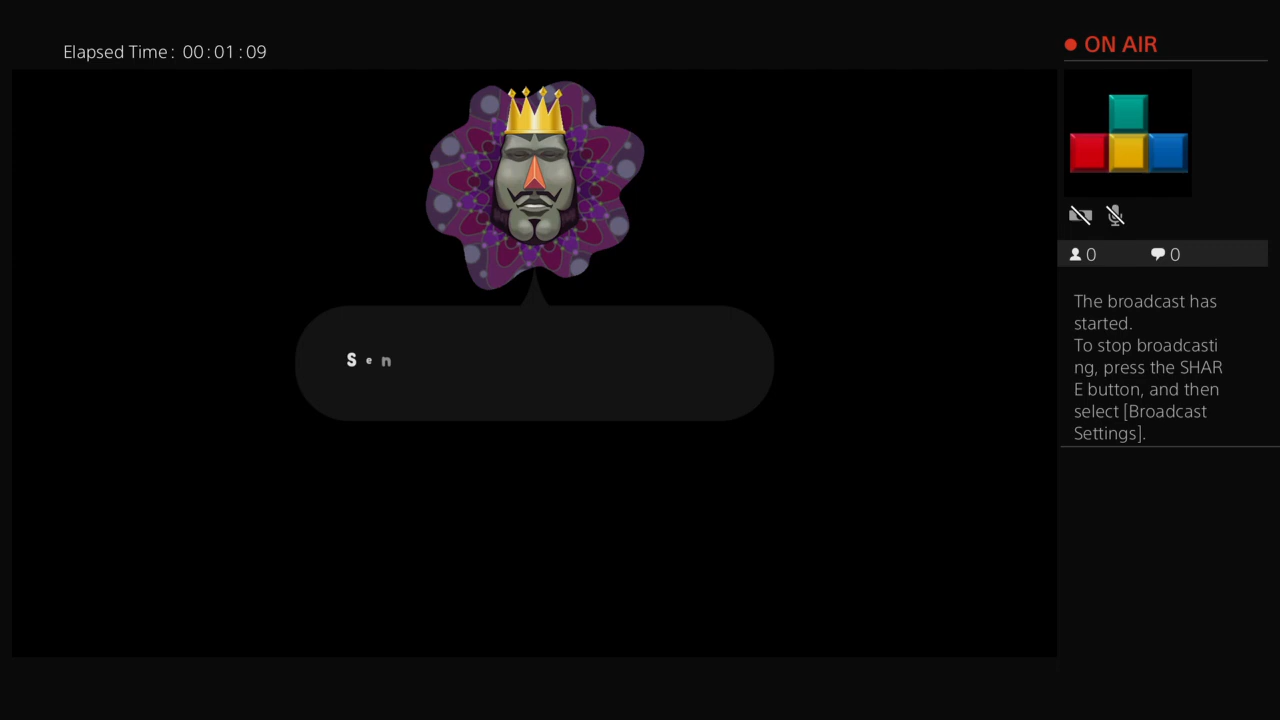 Elapsed Time: 00:01:09
ON AIR
0 0
The broadcast has
started.
To stop broadcasti
ng, press the SHAR
E button, and then
select [Broadcast
Settings].
Sen